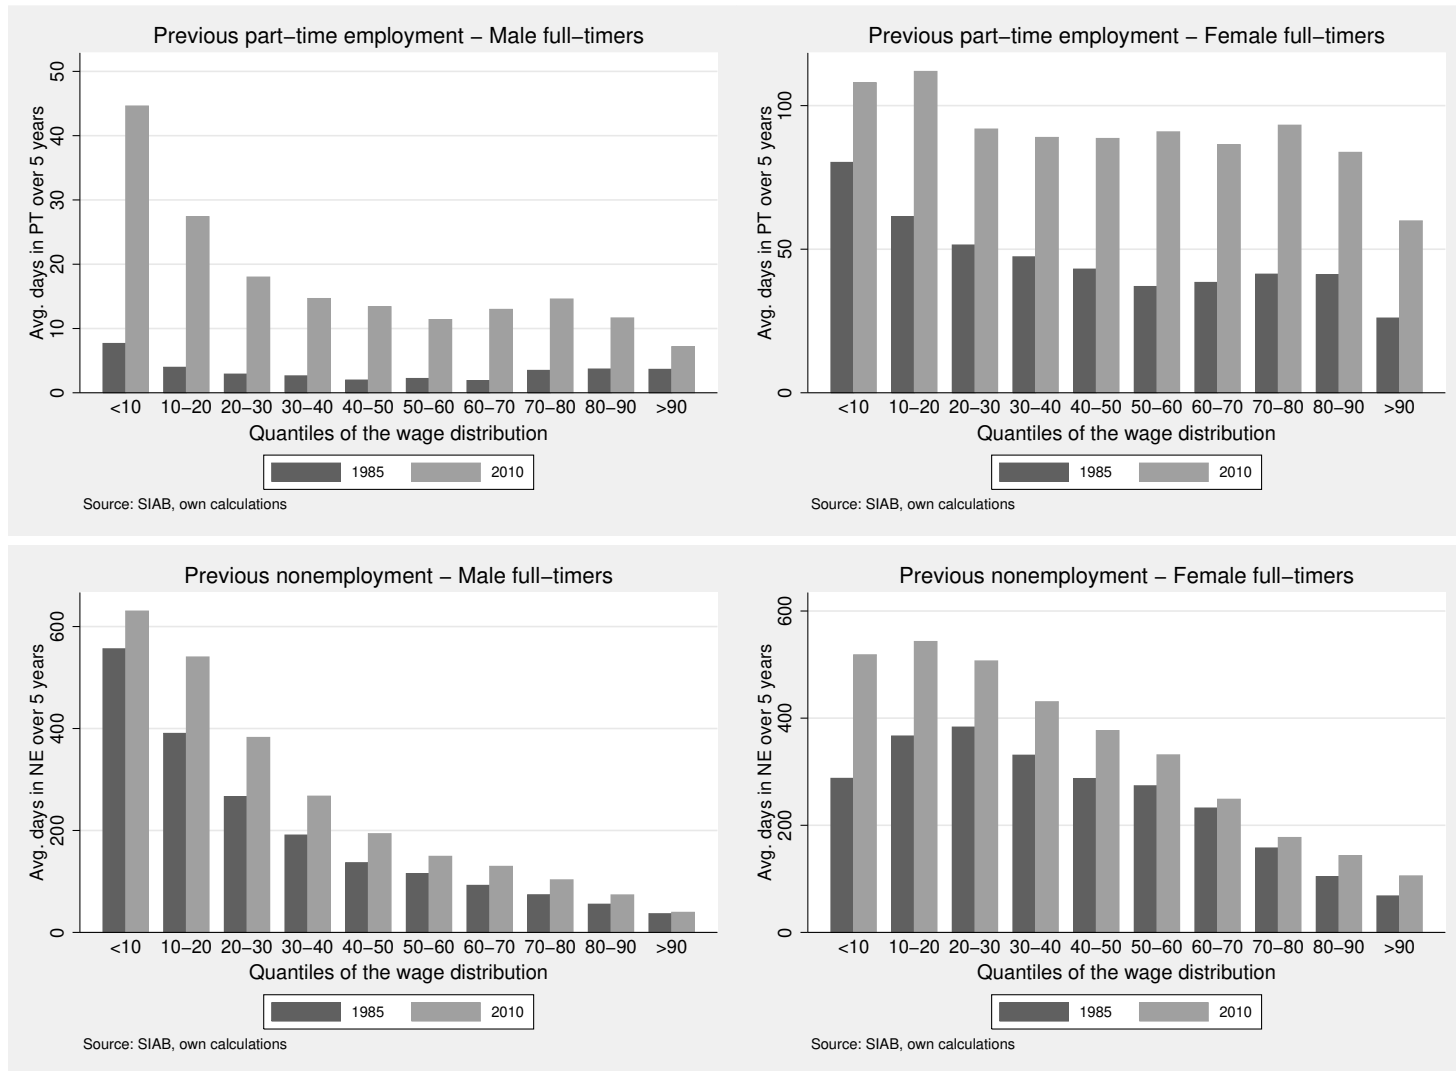 Previous part−time employment − Male full−timers
Avg. days in PT over 5 years
50
40
30
20
10
0
<10 10−20 20−30 30−40 40−50 50−60 60−70 70−80 80−90 >90
Quantiles of the wage distribution
1985 2010
Source: SIAB, own calculations
Previous part−time employment − Female full−timers
Avg. days in PT over 5 years
100
50
0
<10 10−20 20−30 30−40 40−50 50−60 60−70 70−80 80−90 >90
Quantiles of the wage distribution
1985 2010
Source: SIAB, own calculations
Previous nonemployment − Male full−timers
Avg. days in NE over 5 years
600
400
200
0
<10 10−20 20−30 30−40 40−50 50−60 60−70 70−80 80−90 >90
Quantiles of the wage distribution
1985 2010
Source: SIAB, own calculations
Previous nonemployment − Female full−timers
Avg. days in NE over 5 years
600
400
200
0
<10 10−20 20−30 30−40 40−50 50−60 60−70 70−80 80−90 >90
Quantiles of the wage distribution
1985 2010
Source: SIAB, own calculations